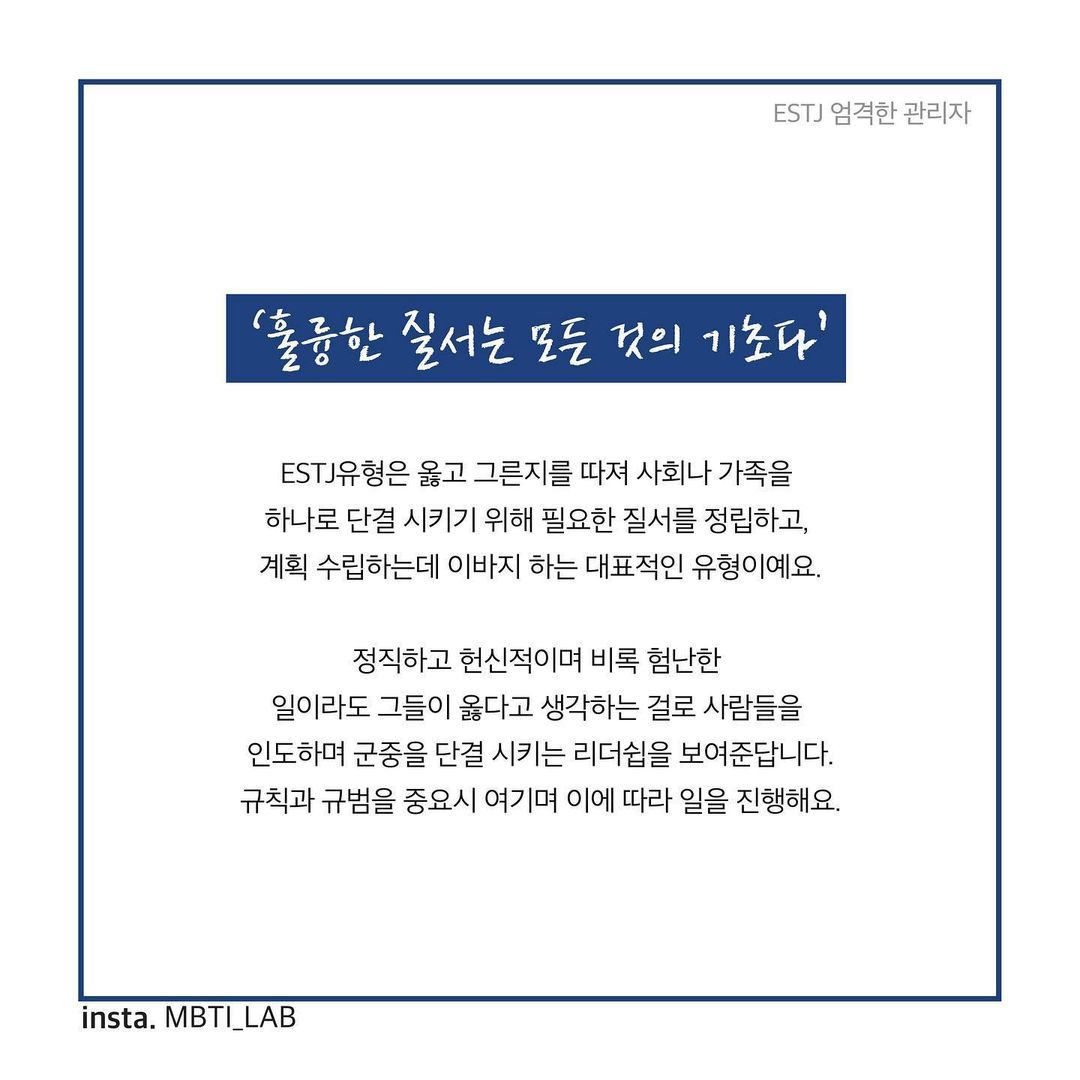 ESTJ 엄격한 관리자
‘훌륭한 질서는 모든 것의 기초다’
ESTJ유형은 옳고 그른지를 따져 사회나 가족을
하나로 단결 시키기 위해 필요한 질서를 정립하고,
계획 수립하는데 이바지 하는 대표적인 유형이예요.
정직하고 헌신적이며 비록 험난한
일이라도 그들이 옳다고 생각하는 걸로 사람들을
인도하며 군중을 단결 시키는 리더쉽을 보여준답니다.
규칙과 규범을 중요시 여기며 이에 따라 일을 진행해요.
insta. MBTI_LAB